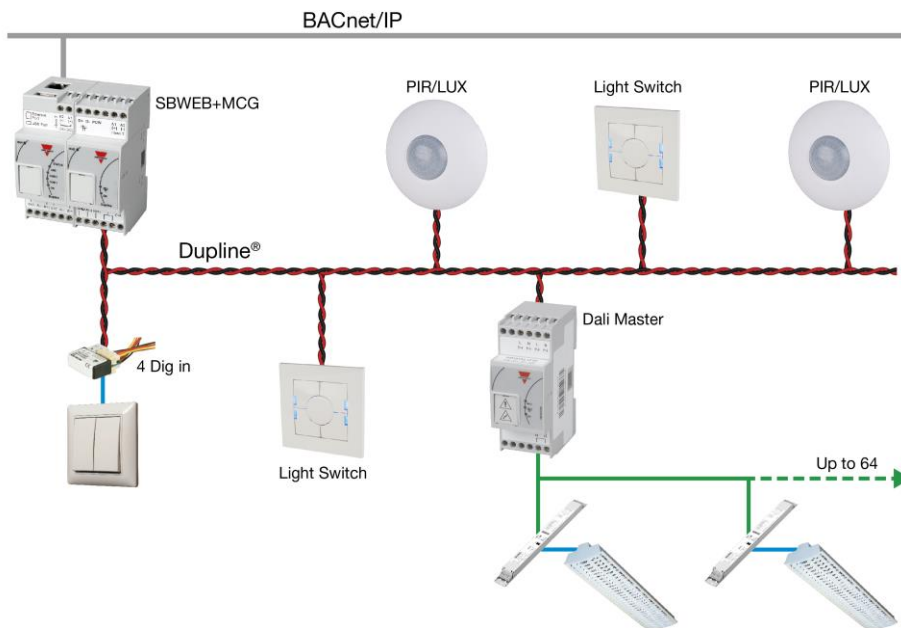 BACnet/IP
SBWEB+MCG
PIR/LUX
Light Switch
PIR/LUX
Dupline®
Dali Master
4 Dig in
Light Switch
Up to 64